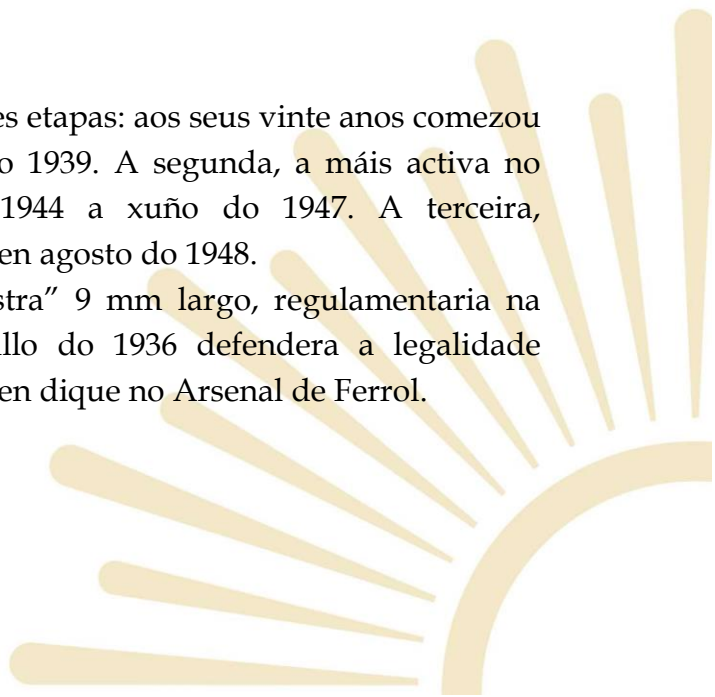 es etapas: aos seus vinte anos comezou
o 1939. A segunda, a máis activa no
1944 a xuño do 1947. A terceira,
en agosto do 1948.
stra” 9 mm largo, regulamentaria na
llo do 1936 defendera a legalidade
en dique no Arsenal de Ferrol.